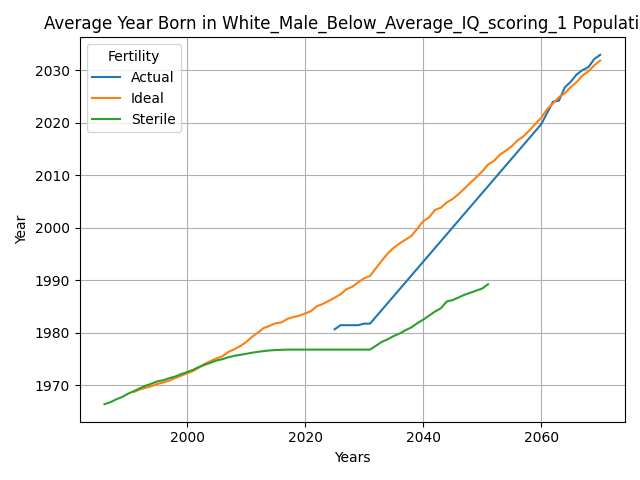 Average Year Born in White_Male_Below_Average_IQ_scoring_1 Populati
Fertility
Actual
Ideal
Sterile
2030
2020
2010
2000
1990
1980
1970
Year
2000 2020 2040 2060
Years